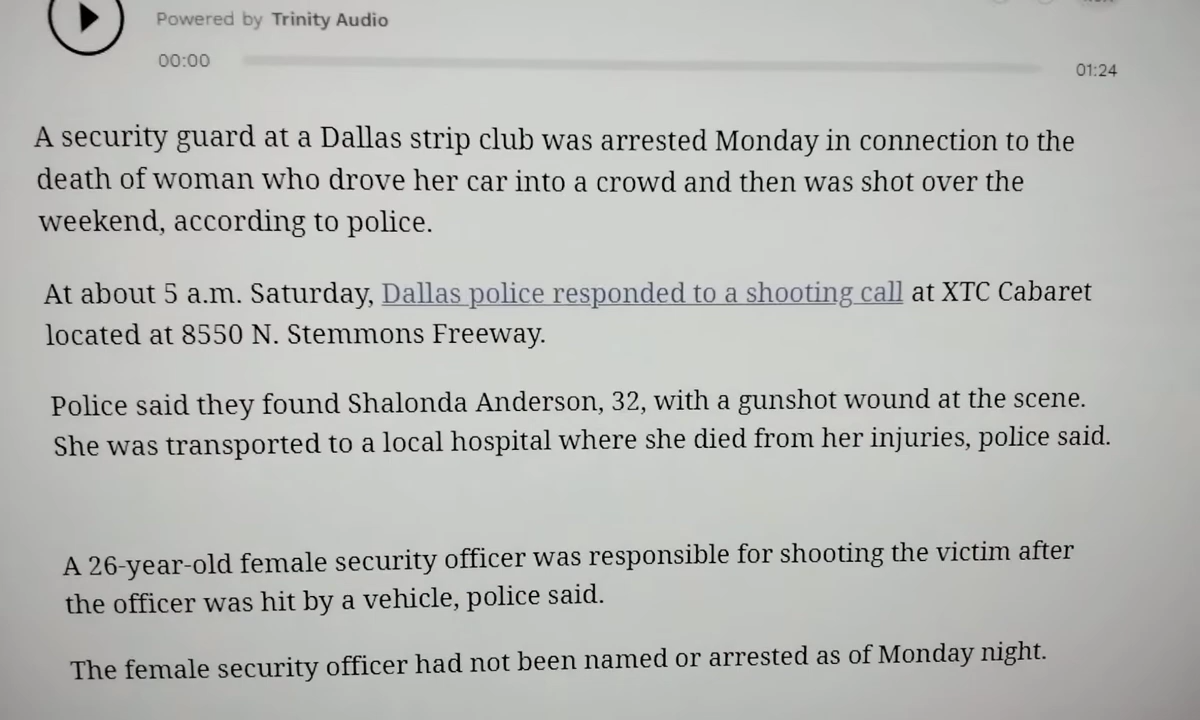 Powered by Trinity Audio
00:00
01:24
A security guard at a Dallas strip club was arrested Monday in connection to the
death of woman who drove her car into a crowd and then was shot over the
weekend, according to police.
At about 5 a.m. Saturday, Dallas police responded to a shooting call at XTC Cabaret
located at 8550 N. Stemmons Freeway.
Police said they found Shalonda Anderson, 32, with a gunshot wound at the scene.
She was transported to a local hospital where she died from her injuries, police said.
A 26-year-old female security officer was responsible for shooting the victim after
the officer was hit by a vehicle, police said.
The female security officer had not been named or arrested as of Monday night.